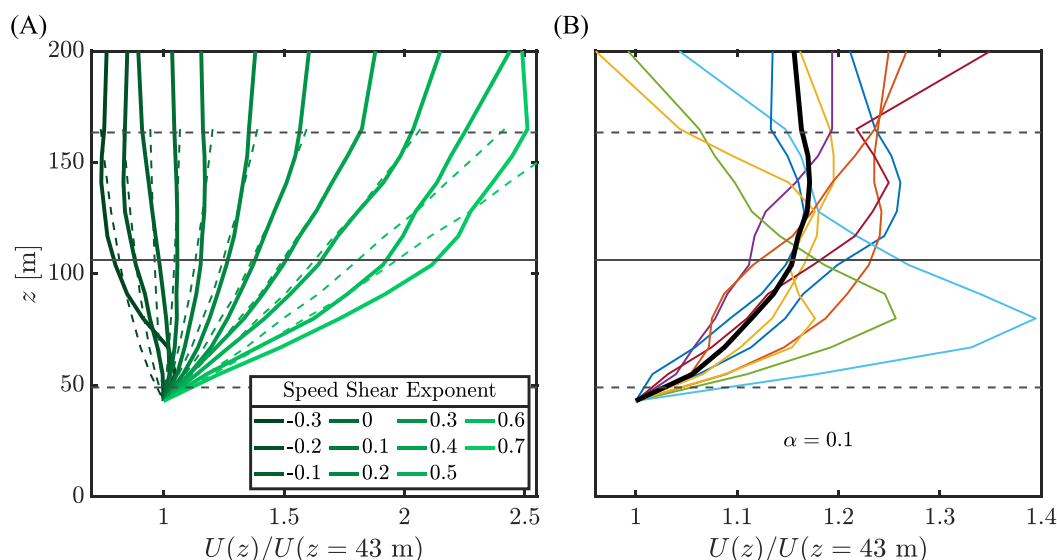 (A)
(B)
200
150
100
50
0
z [m]
Speed Shear Exponent
-0.3 0 0.3 0.6
-0.2 0.1 0.4 0.7
-0.1 0.2 0.5
1 1.5 2 2.5
U(z)/U(z = 43 m)
α = 0.1
1 1.1 1.2 1.3 1.4
U(z)/U(z = 43 m)